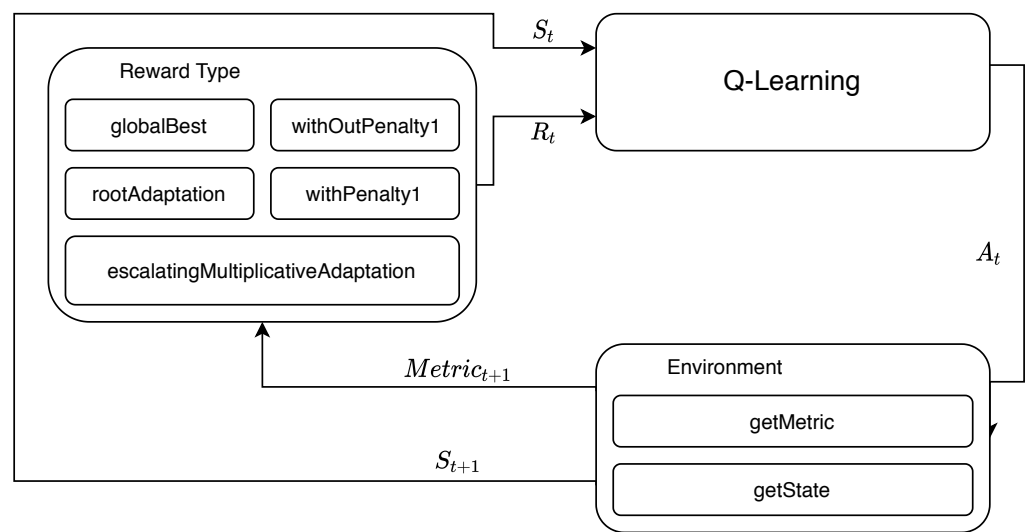 S_t
Reward Type
Q-Learning
globalBest
withOutPenalty1
R_t
rootAdaptation
withPenalty1
A_t
escalatingMultiplicativeAdaptation
Metric_{t+1}
Environment
getMetric
S_{t+1}
getState